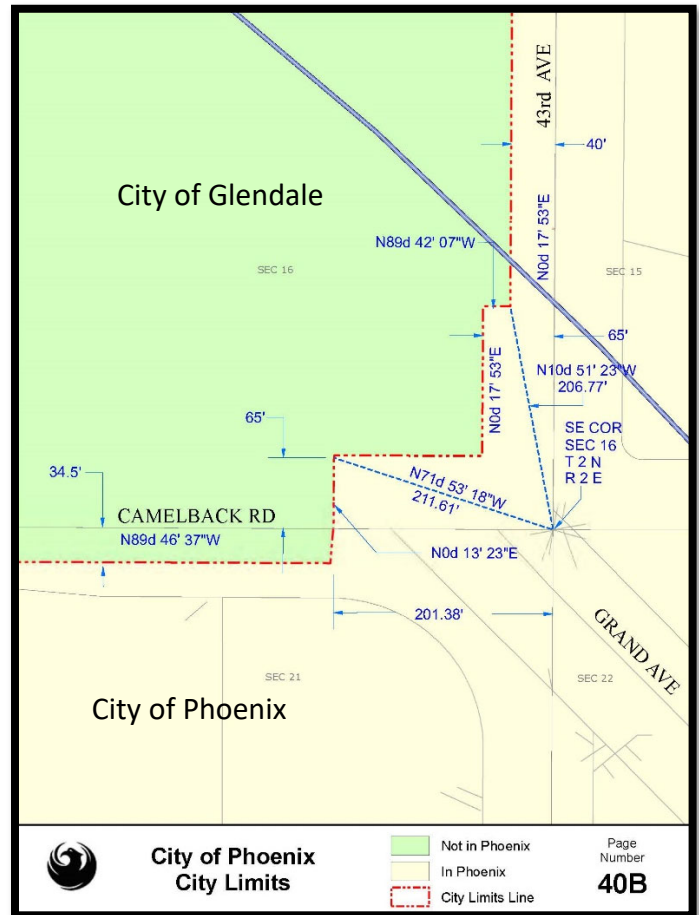 43rd AVE
40'
City of Glendale
N0d 17' 53"E
N89d 42' 07"W
SEC 16
SEC 15
65'
N0d 17' 53"E
N10d 51' 23"W
206.77'
65'
SE COR
SEC 16
T 2 N
R 2 E
34.5'
N71d 53' 18"W
211.61'
CAMELBACK RD
N89d 46' 37"W
N0d 13' 23"E
201.38'
GRAND AVE
SEC 21
SEC 22
City of Phoenix
City of Phoenix
City Limits
Not in Phoenix
In Phoenix
City Limits Line
Page
Number
40B